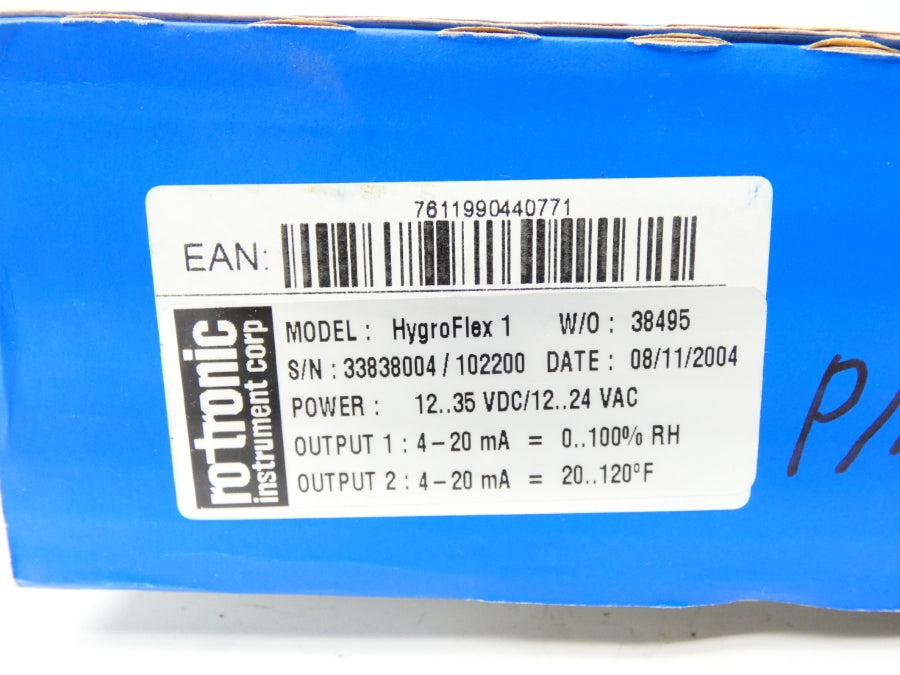 7611990440771
EAN:
rotronic
instrument corp
MODEL : HygroFlex 1 W/O : 38495
S/N : 33838004 / 102200 DATE : 08/11/2004
POWER : 12..35 VDC/12..24 VAC
OUTPUT 1 : 4-20 mA = 0..100% RH
OUTPUT 2 : 4-20 mA = 20..120°F